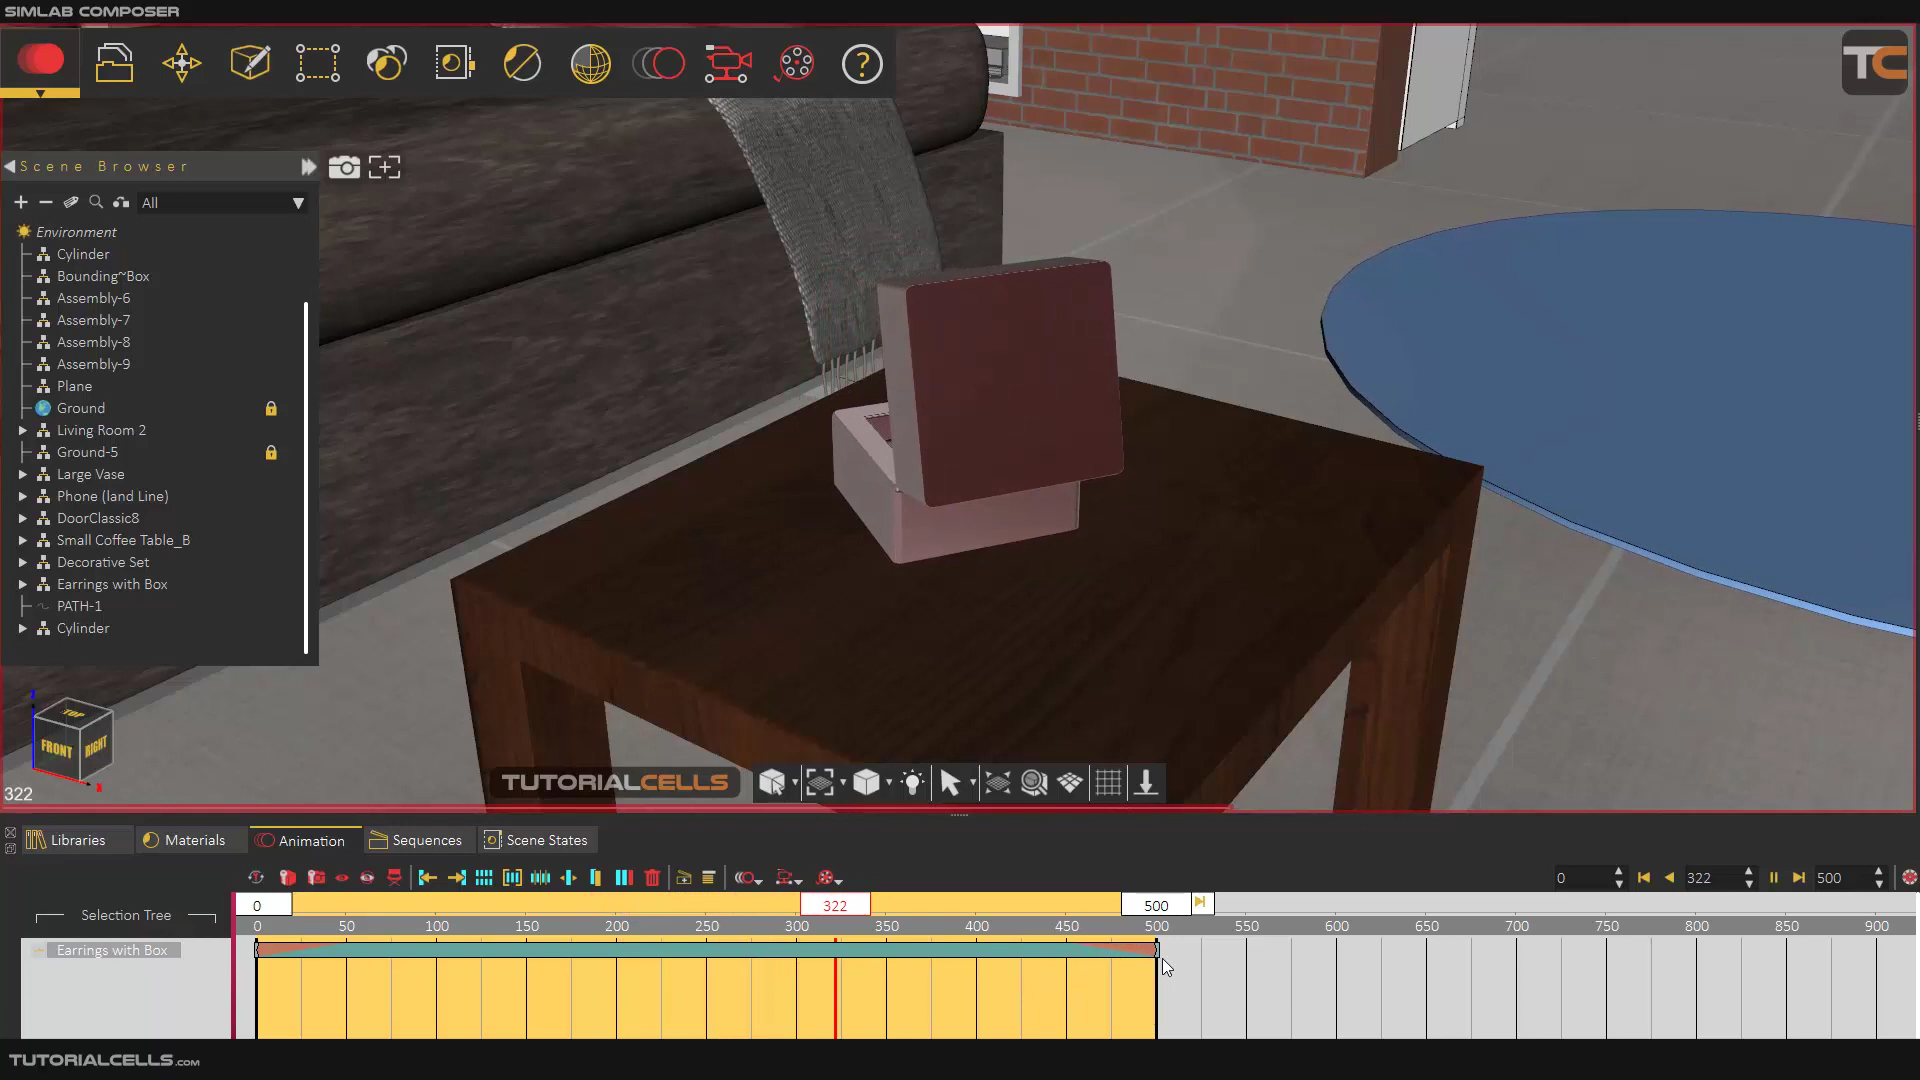 SIMLAB COMPOSER
TC
Scene Browser
All
Environment
Cylinder
Bounding~Box
Assembly-6
Assembly-7
Assembly-8
Assembly-9
Plane
Ground
Living Room 2
Ground-5
Large Vase
Phone (land Line)
DoorClassic8
Small Coffee Table_B
Decorative Set
Earrings with Box
PATH-1
Cylinder
TOP
FRONT
RIGHT
x
322
TUTORIALCELLS
Libraries
Materials
Animation
Sequences
Scene States
0
322
500
0
322
500
Selection Tree
0 50 100 150 200 250 300 350 400 450 500 550 600 650 700 750 800 850 900
Earrings with Box
TUTORIALCELLS.com